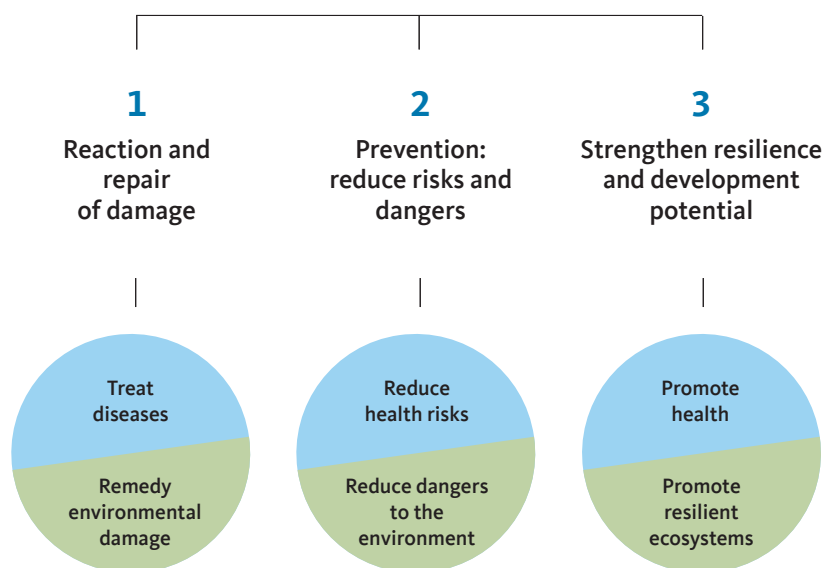 1
Reaction and
repair
of damage
2
Prevention:
reduce risks and
dangers
3
Strengthen resilience
and development
potential
Treat
diseases
Remedy
environmental
damage
Reduce
health risks
Reduce dangers
to the
environment
Promote
health
Promote
resilient
ecosystems